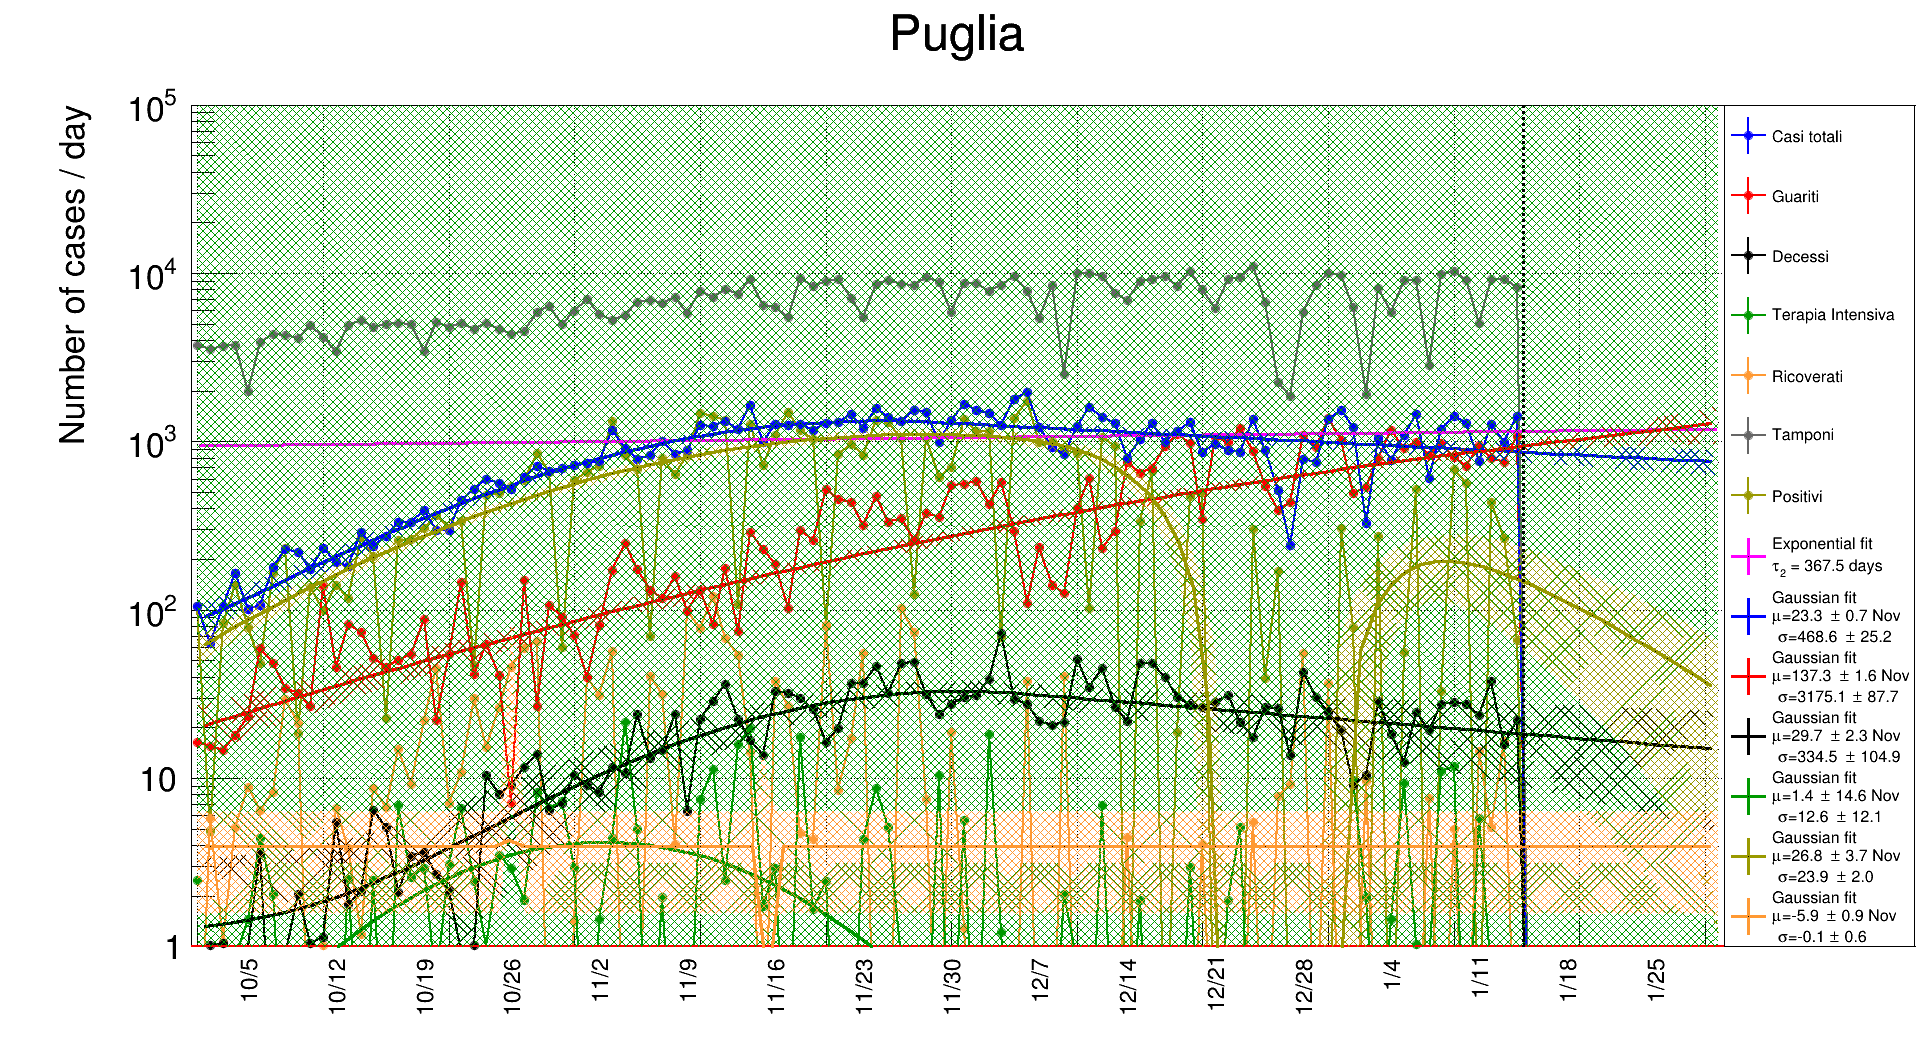 Puglia
Number of cases / day
10^5
10^4
10^3
10^2
10
1
10/5
10/12
10/19
10/26
11/2
11/9
11/16
11/23
11/30
12/7
12/14
12/21
12/28
1/4
1/11
1/18
1/25
Casi totali
Guariti
Decessi
Terapia Intensiva
Ricoverati
Tamponi
Positivi
Exponential fit
τ₂ = 367.5 days
Gaussian fit
μ=23.3 ± 0.7 Nov
σ=468.6 ± 25.2
Gaussian fit
μ=137.3 ± 1.6 Nov
σ=3175.1 ± 87.7
Gaussian fit
μ=29.7 ± 2.3 Nov
σ=334.5 ± 104.9
Gaussian fit
μ=1.4 ± 14.6 Nov
σ=12.6 ± 12.1
Gaussian fit
μ=26.8 ± 3.7 Nov
σ=23.9 ± 2.0
Gaussian fit
μ=-5.9 ± 0.9 Nov
σ=-0.1 ± 0.6